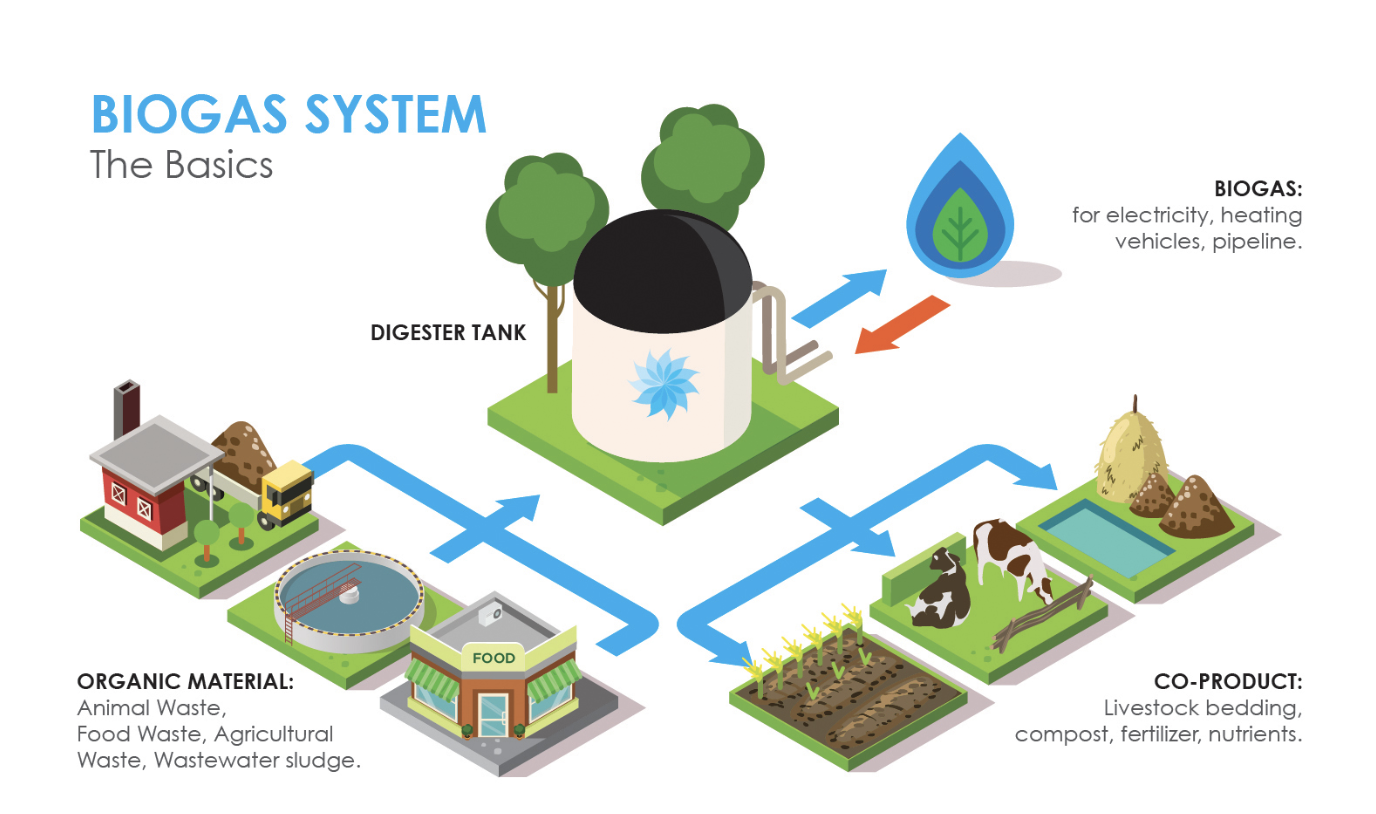 BIOGAS SYSTEM
The Basics
BIOGAS:
for electricity, heating
vehicles, pipeline.
DIGESTER TANK
FOOD
ORGANIC MATERIAL:
Animal Waste,
Food Waste, Agricultural
Waste, Wastewater sludge.
CO-PRODUCT:
Livestock bedding,
compost, fertilizer, nutrients.